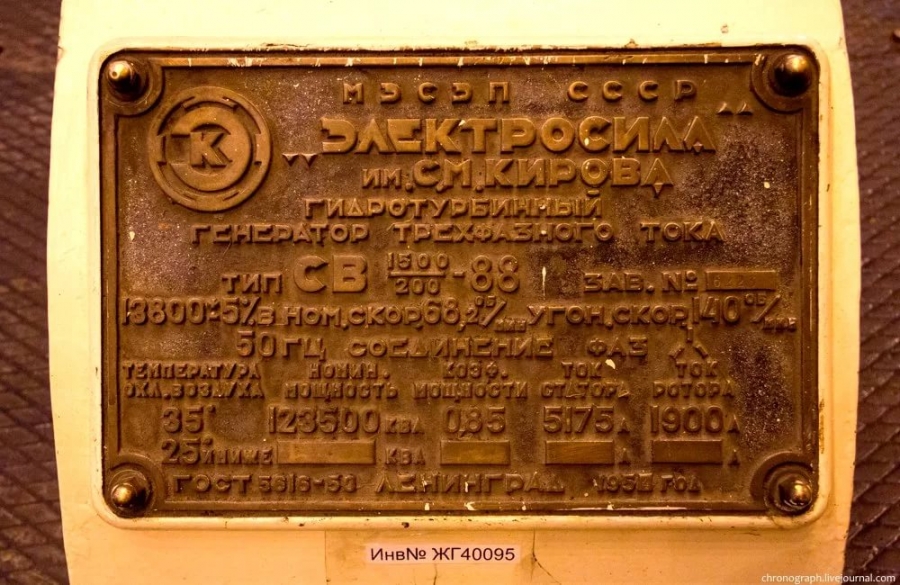 МЭСЭП СССР
К
"ЭЛЕКТРОСИЛА"
ИМ. С.М. КИРОВА
ГИДРОТУРБИННЫЙ
ГЕНЕРАТОР ТРЕХФАЗНОГО ТОКА
ТИП СВ 1500/200-88 ЗАВ. №
13800±5% В. НОМ. СКОР. 68,2 ОБ/МИН УГОН. СКОР. 140 ОБ/МИН
50 ГЦ СОЕДИНЕНИЕ ФАЗ
ТЕМПЕРАТУРА НОМИН. КОЭФ. ТОК ТОК
ОХЛ. ВОЗДУХА МОЩНОСТЬ МОЩНОСТИ СТАТОРА РОТОРА
35° 123500 КВА 0,85 5175 А 1900 А
25° И НИЖЕ КВА А А
ГОСТ 5616-50 ЛЕНИНГРАД ГОД
Инв№ ЖГ40095
chronograph.livejournal.com